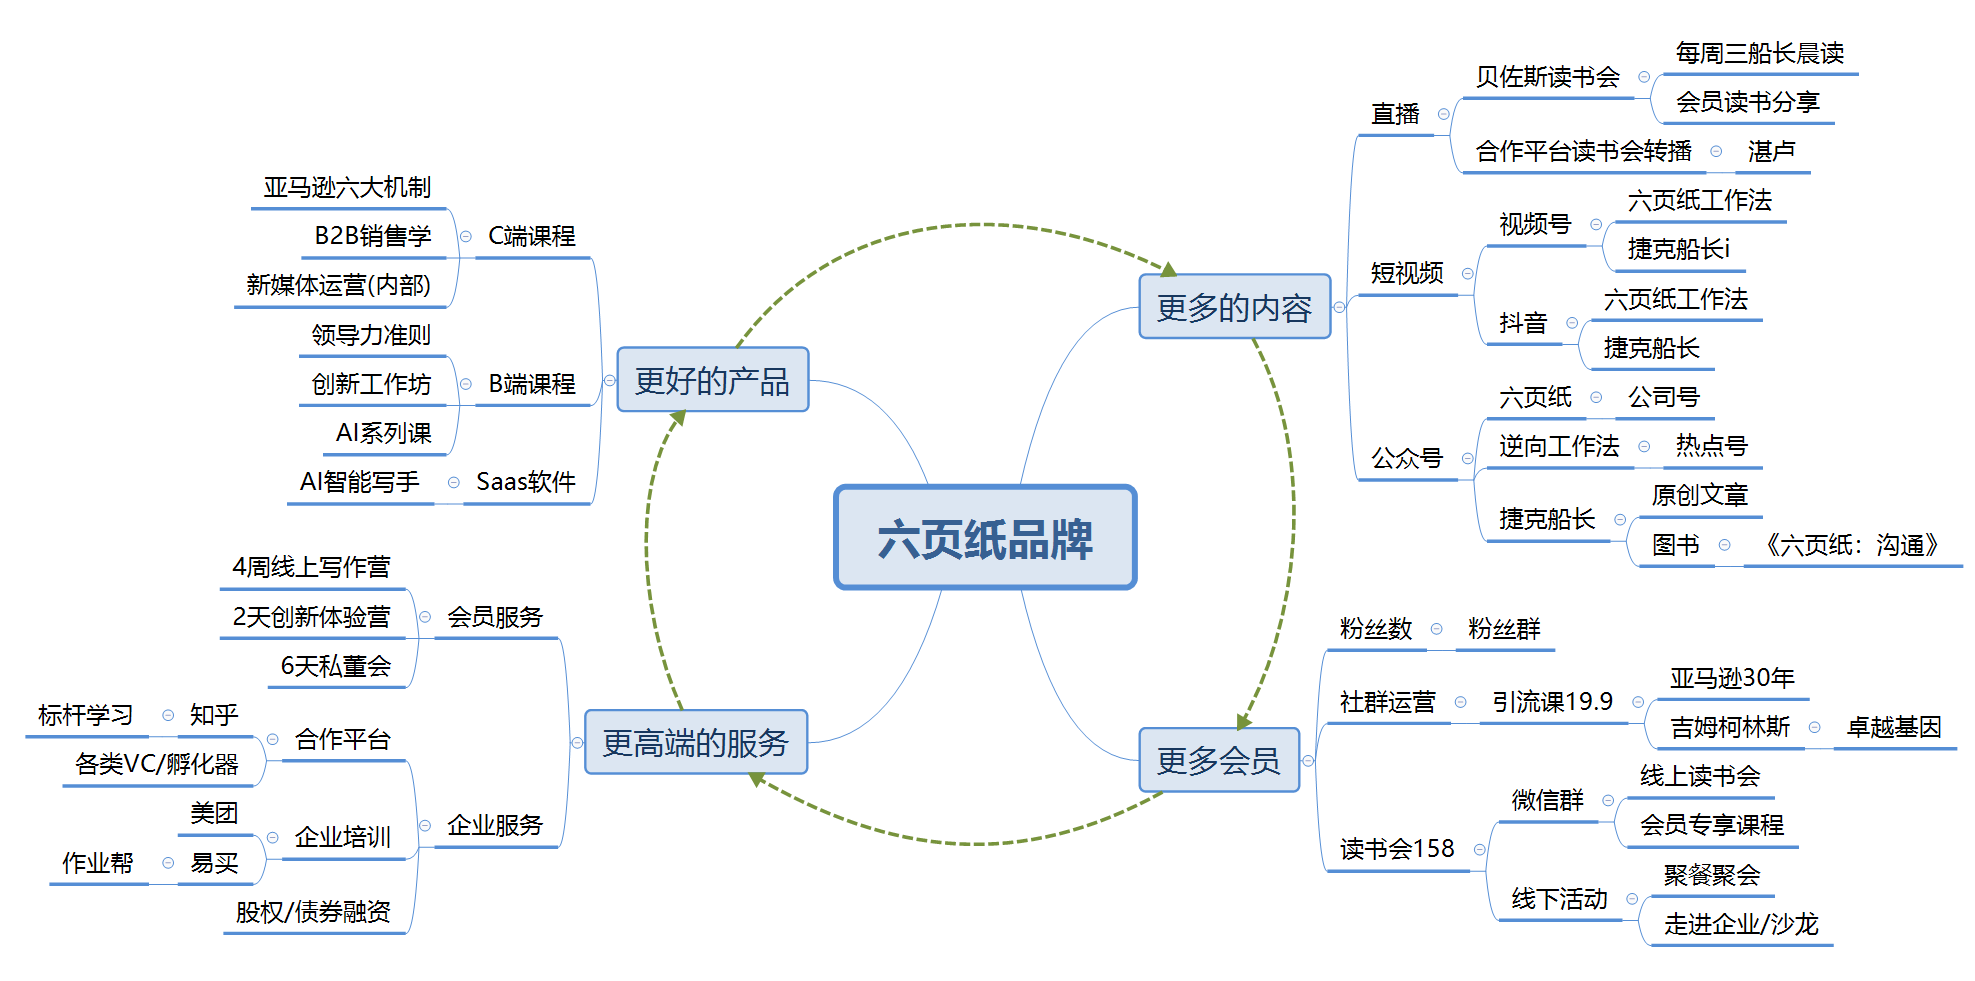 六页纸品牌
更多的内容
直播
贝佐斯读书会
每周三船长晨读
会员读书分享
合作平台读书会转播
湛卢
短视频
视频号
六页纸工作法
捷克船长i
抖音
六页纸工作法
捷克船长
公众号
六页纸
公司号
逆向工作法
热点号
捷克船长
原创文章
图书
《六页纸：沟通》
更多会员
粉丝数
粉丝群
社群运营
引流课19.9
亚马逊30年
吉姆柯林斯
卓越基因
读书会158
微信群
线上读书会
会员专享课程
线下活动
聚餐聚会
走进企业/沙龙
更高端的服务
会员服务
4周线上写作营
2天创新体验营
6天私董会
企业服务
合作平台
知乎
标杆学习
各类VC/孵化器
企业培训
美团
易买
作业帮
股权/债券融资
更好的产品
C端课程
亚马逊六大机制
B2B销售学
新媒体运营(内部)
B端课程
领导力准则
创新工作坊
AI系列课
Saas软件
AI智能写手